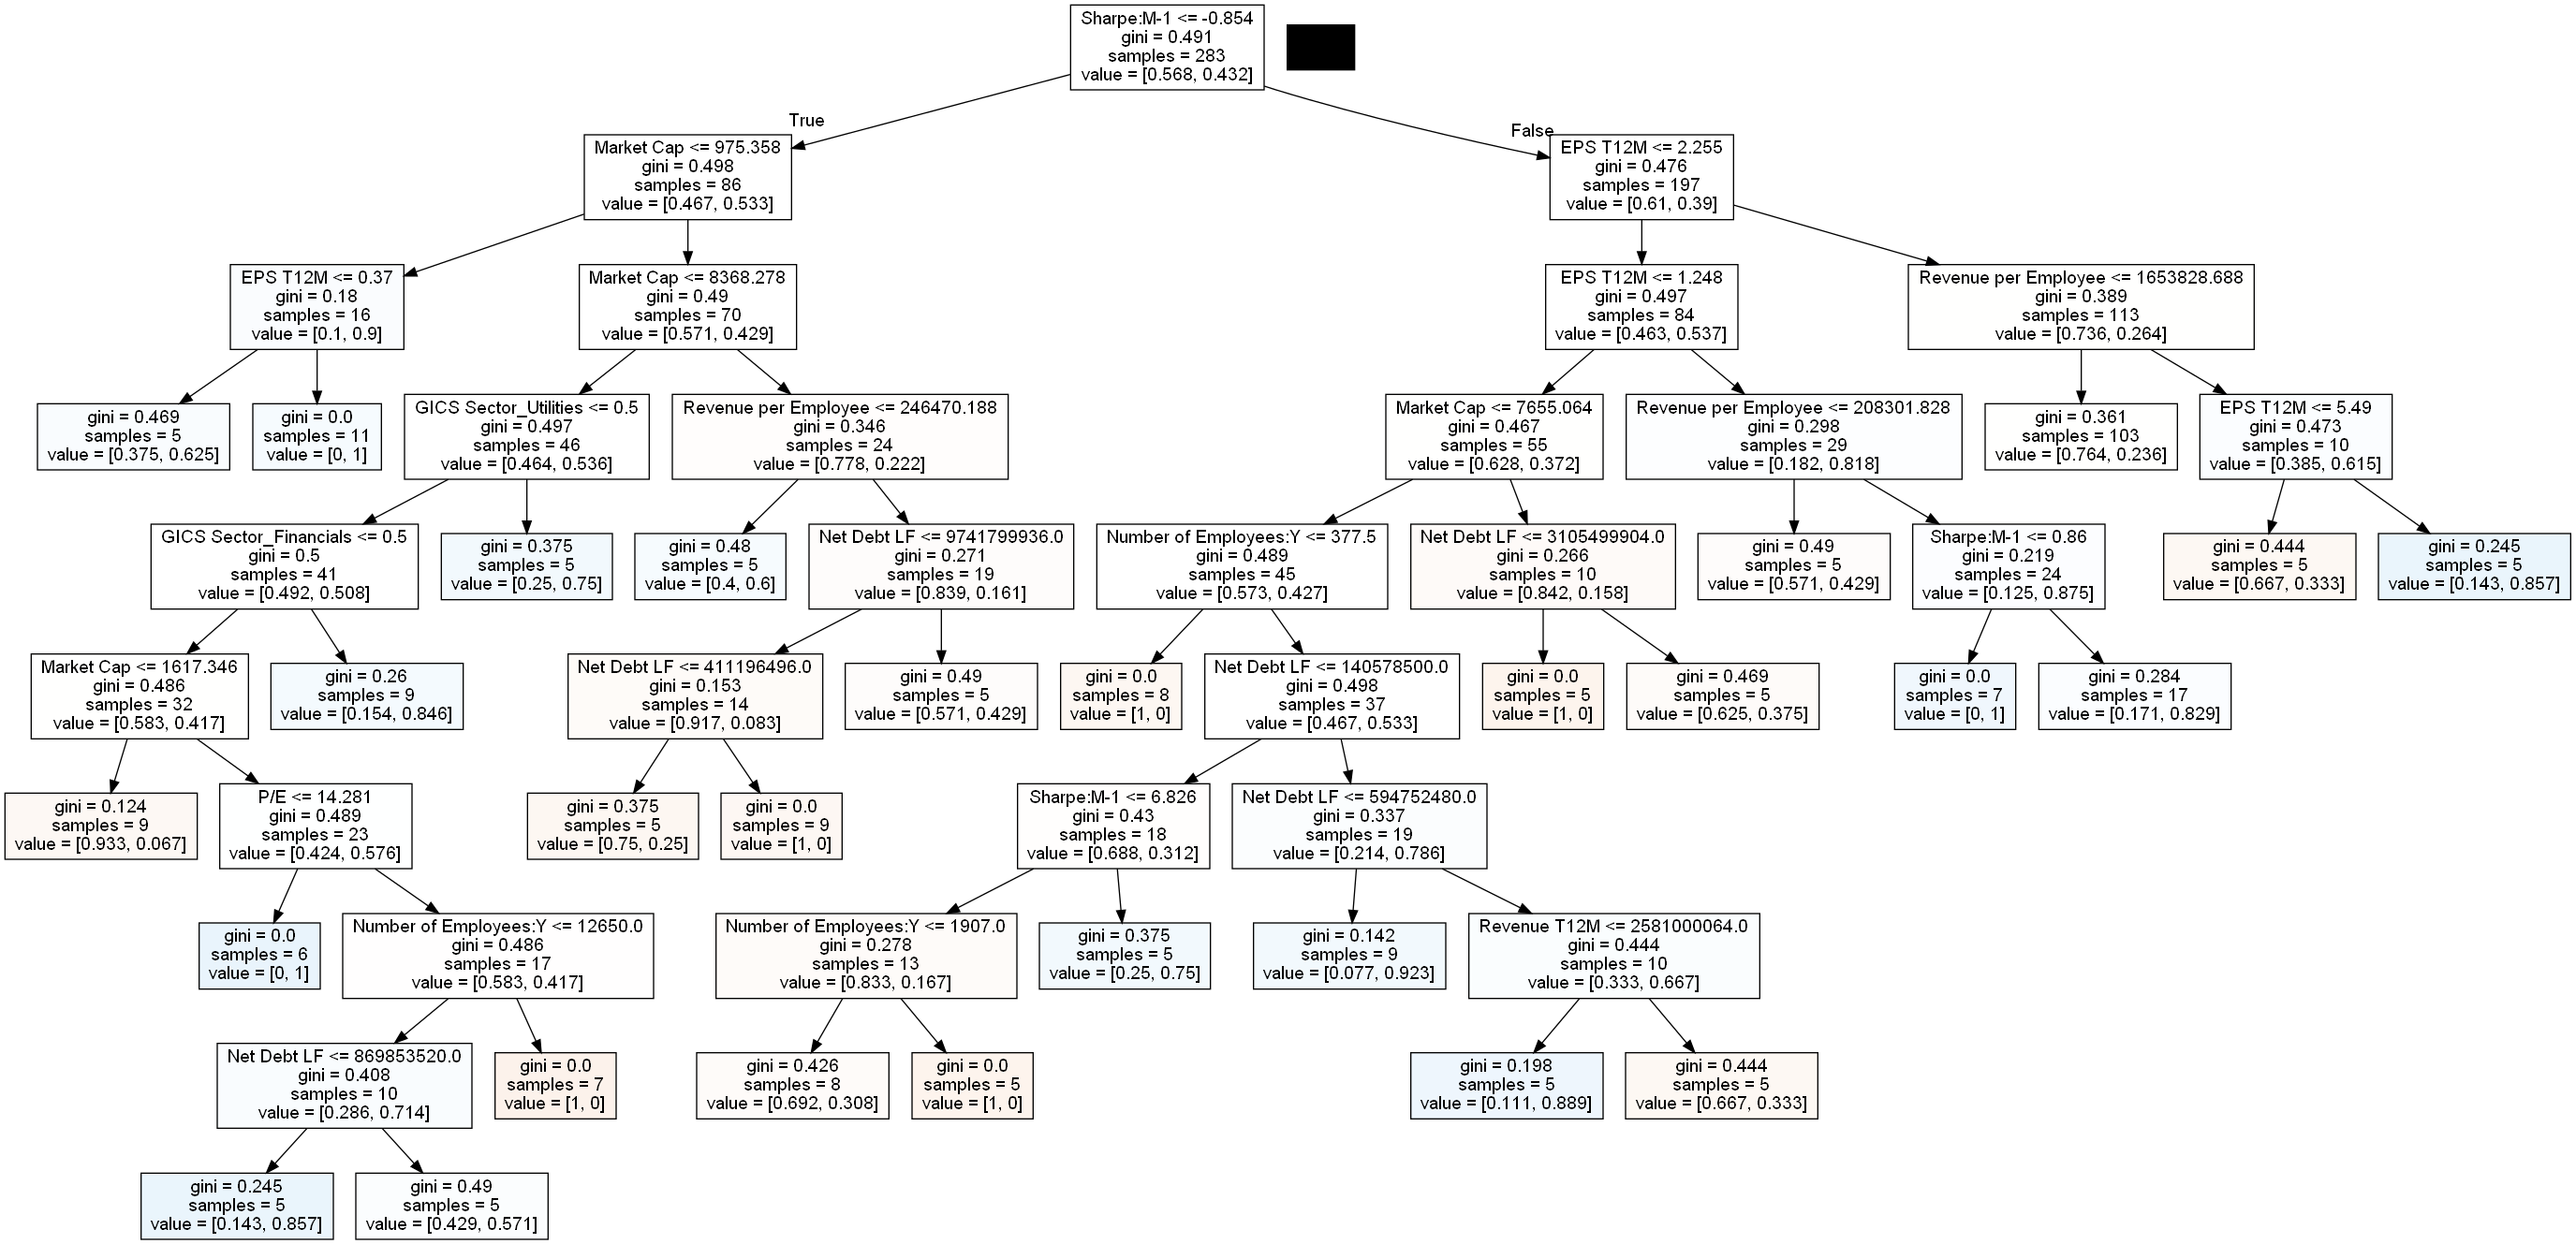 Sharpe:M-1 <= -0.854
gini = 0.491
samples = 283
value = [0.568, 0.432]
True
False
Market Cap <= 975.358
gini = 0.498
samples = 86
value = [0.467, 0.533]
EPS T12M <= 2.255
gini = 0.476
samples = 197
value = [0.61, 0.39]
EPS T12M <= 0.37
gini = 0.18
samples = 16
value = [0.1, 0.9]
Market Cap <= 8368.278
gini = 0.49
samples = 70
value = [0.571, 0.429]
EPS T12M <= 1.248
gini = 0.497
samples = 84
value = [0.463, 0.537]
Revenue per Employee <= 1653828.688
gini = 0.389
samples = 113
value = [0.736, 0.264]
gini = 0.469
samples = 5
value = [0.375, 0.625]
gini = 0.0
samples = 11
value = [0, 1]
GICS Sector_Utilities <= 0.5
gini = 0.497
samples = 46
value = [0.464, 0.536]
Revenue per Employee <= 246470.188
gini = 0.346
samples = 24
value = [0.778, 0.222]
Market Cap <= 7655.064
gini = 0.467
samples = 55
value = [0.628, 0.372]
Revenue per Employee <= 208301.828
gini = 0.298
samples = 29
value = [0.182, 0.818]
gini = 0.361
samples = 103
value = [0.764, 0.236]
EPS T12M <= 5.49
gini = 0.473
samples = 10
value = [0.385, 0.615]
GICS Sector_Financials <= 0.5
gini = 0.5
samples = 41
value = [0.492, 0.508]
gini = 0.375
samples = 5
value = [0.25, 0.75]
gini = 0.48
samples = 5
value = [0.4, 0.6]
Net Debt LF <= 9741799936.0
gini = 0.271
samples = 19
value = [0.839, 0.161]
Number of Employees:Y <= 377.5
gini = 0.489
samples = 45
value = [0.573, 0.427]
Net Debt LF <= 3105499904.0
gini = 0.266
samples = 10
value = [0.842, 0.158]
gini = 0.49
samples = 5
value = [0.571, 0.429]
Sharpe:M-1 <= 0.86
gini = 0.219
samples = 24
value = [0.125, 0.875]
gini = 0.444
samples = 5
value = [0.667, 0.333]
gini = 0.245
samples = 5
value = [0.143, 0.857]
Market Cap <= 1617.346
gini = 0.486
samples = 32
value = [0.583, 0.417]
gini = 0.26
samples = 9
value = [0.154, 0.846]
Net Debt LF <= 411196496.0
gini = 0.153
samples = 14
value = [0.917, 0.083]
gini = 0.49
samples = 5
value = [0.571, 0.429]
gini = 0.0
samples = 8
value = [1, 0]
Net Debt LF <= 140578500.0
gini = 0.498
samples = 37
value = [0.467, 0.533]
gini = 0.0
samples = 5
value = [1, 0]
gini = 0.469
samples = 5
value = [0.625, 0.375]
gini = 0.0
samples = 7
value = [0, 1]
gini = 0.284
samples = 17
value = [0.171, 0.829]
gini = 0.124
samples = 9
value = [0.933, 0.067]
P/E <= 14.281
gini = 0.489
samples = 23
value = [0.424, 0.576]
gini = 0.375
samples = 5
value = [0.75, 0.25]
gini = 0.0
samples = 9
value = [1, 0]
Sharpe:M-1 <= 6.826
gini = 0.43
samples = 18
value = [0.688, 0.312]
Net Debt LF <= 594752480.0
gini = 0.337
samples = 19
value = [0.214, 0.786]
gini = 0.0
samples = 6
value = [0, 1]
Number of Employees:Y <= 12650.0
gini = 0.486
samples = 17
value = [0.583, 0.417]
Number of Employees:Y <= 1907.0
gini = 0.278
samples = 13
value = [0.833, 0.167]
gini = 0.375
samples = 5
value = [0.25, 0.75]
gini = 0.142
samples = 9
value = [0.077, 0.923]
Revenue T12M <= 2581000064.0
gini = 0.444
samples = 10
value = [0.333, 0.667]
Net Debt LF <= 869853520.0
gini = 0.408
samples = 10
value = [0.286, 0.714]
gini = 0.0
samples = 7
value = [1, 0]
gini = 0.426
samples = 8
value = [0.692, 0.308]
gini = 0.0
samples = 5
value = [1, 0]
gini = 0.198
samples = 5
value = [0.111, 0.889]
gini = 0.444
samples = 5
value = [0.667, 0.333]
gini = 0.245
samples = 5
value = [0.143, 0.857]
gini = 0.49
samples = 5
value = [0.429, 0.571]